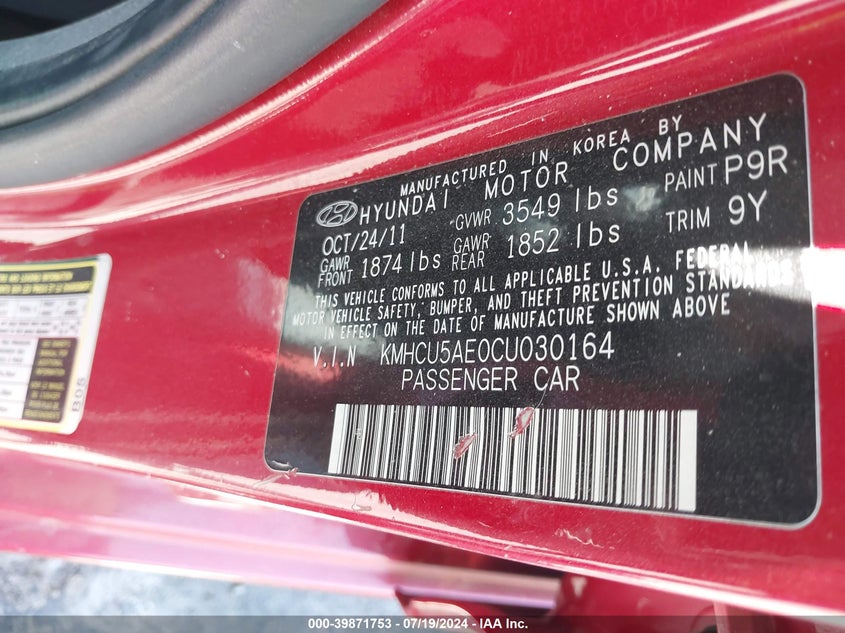 MANUFACTURED IN KOREA BY
HYUNDAI MOTOR COMPANY
OCT/24/11 GVWR 3549 lbs PAINT P9R
GAWR FRONT 1874 lbs GAWR REAR 1852 lbs TRIM 9Y
THIS VEHICLE CONFORMS TO ALL APPLICABLE U.S.A. FEDERAL
MOTOR VEHICLE SAFETY, BUMPER, AND THEFT PREVENTION STANDARDS
IN EFFECT ON THE DATE OF MANUFACTURE SHOWN ABOVE
V.I.N KMHCU5AE0CU030164
PASSENGER CAR
B05
000-39871753 - 07/19/2024 - IAA Inc.